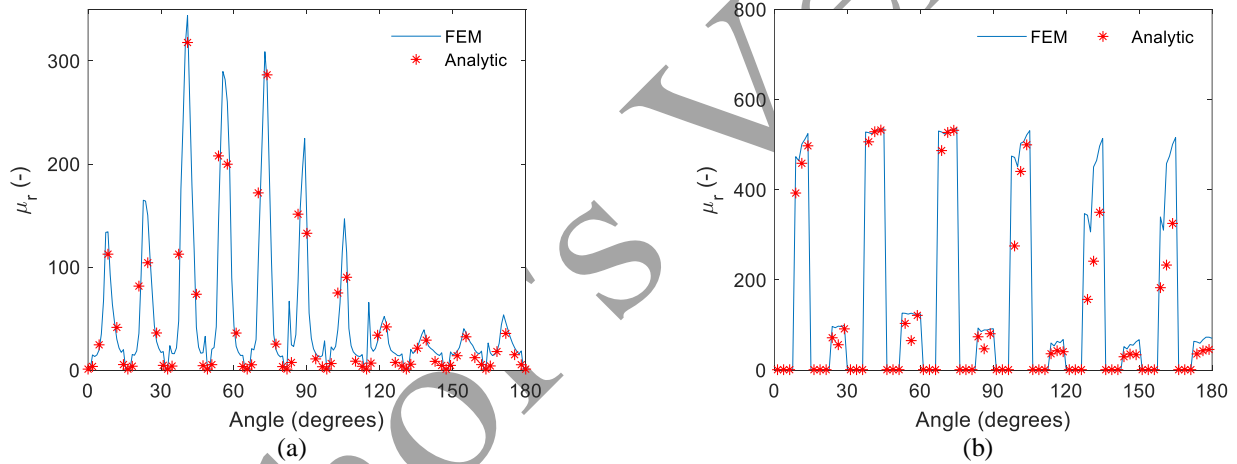 FEM
Analytic
μr (-)
300
200
100
0
0 30 60 90 120 150 180
Angle (degrees)
(a)
FEM Analytic
μr (-)
800
600
400
200
0
0 30 60 90 120 150 180
Angle (degrees)
(b)